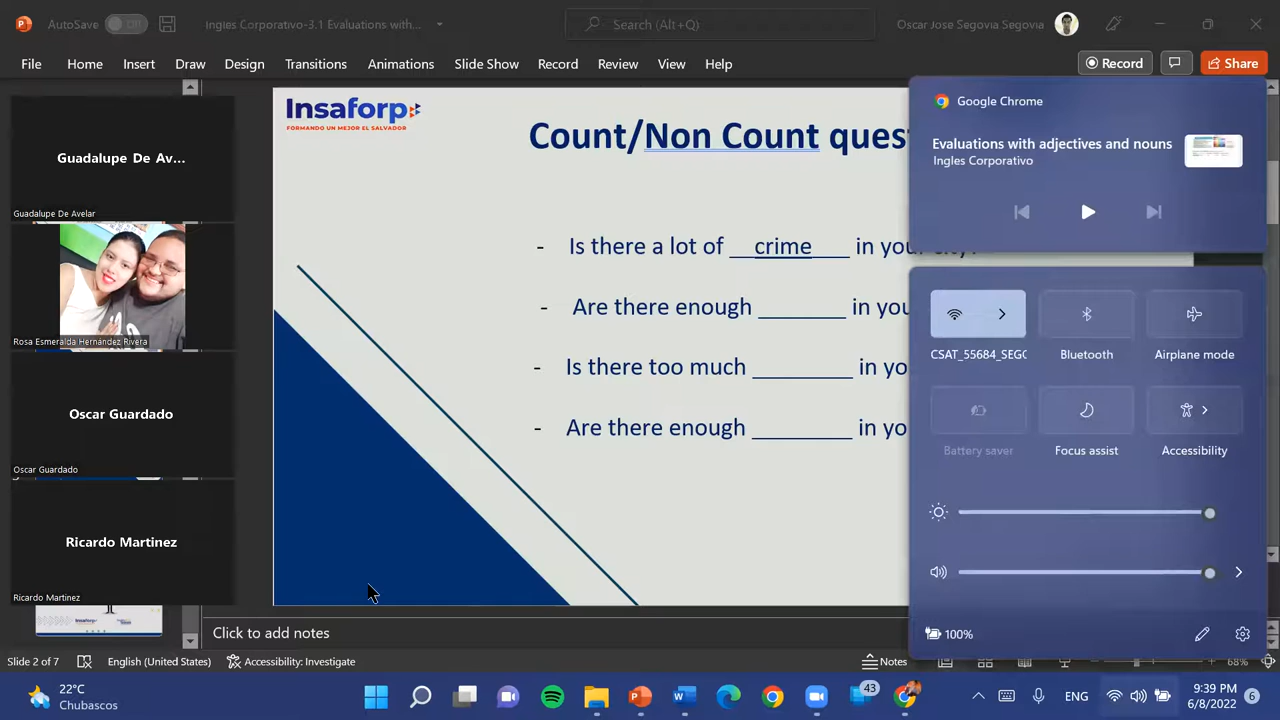 AutoSave
Off
Ingles Corporativo-3.1 Evaluations with...
Search (Alt+Q)
Oscar Jose Segovia Segovia
File
Home
Insert
Draw
Design
Transitions
Animations
Slide Show
Record
Review
View
Help
Record
Share
Guadalupe De Av...
Guadalupe De Avelar
Rosa Esmeralda Hernández Rivera
Oscar Guardado
Oscar Guardado
Ricardo Martinez
Ricardo Martinez
Insaforp
FORMANDO UN MEJOR EL SALVADOR
Count/Non Count ques
- Is there a lot of __crime___ in your city?
- Are there enough _______ in you
- Is there too much ________ in yo
- Are there enough ________ in yo
Google Chrome
Evaluations with adjectives and nouns
Ingles Corporativo
CSAT_55684_SEGO
Bluetooth
Airplane mode
Battery saver
Focus assist
Accessibility
100%
Click to add notes
Slide 2 of 7
English (United States)
Accessibility: Investigate
Notes
68%
22°C
Chubascos
43
ENG
9:39 PM
6/8/2022
6